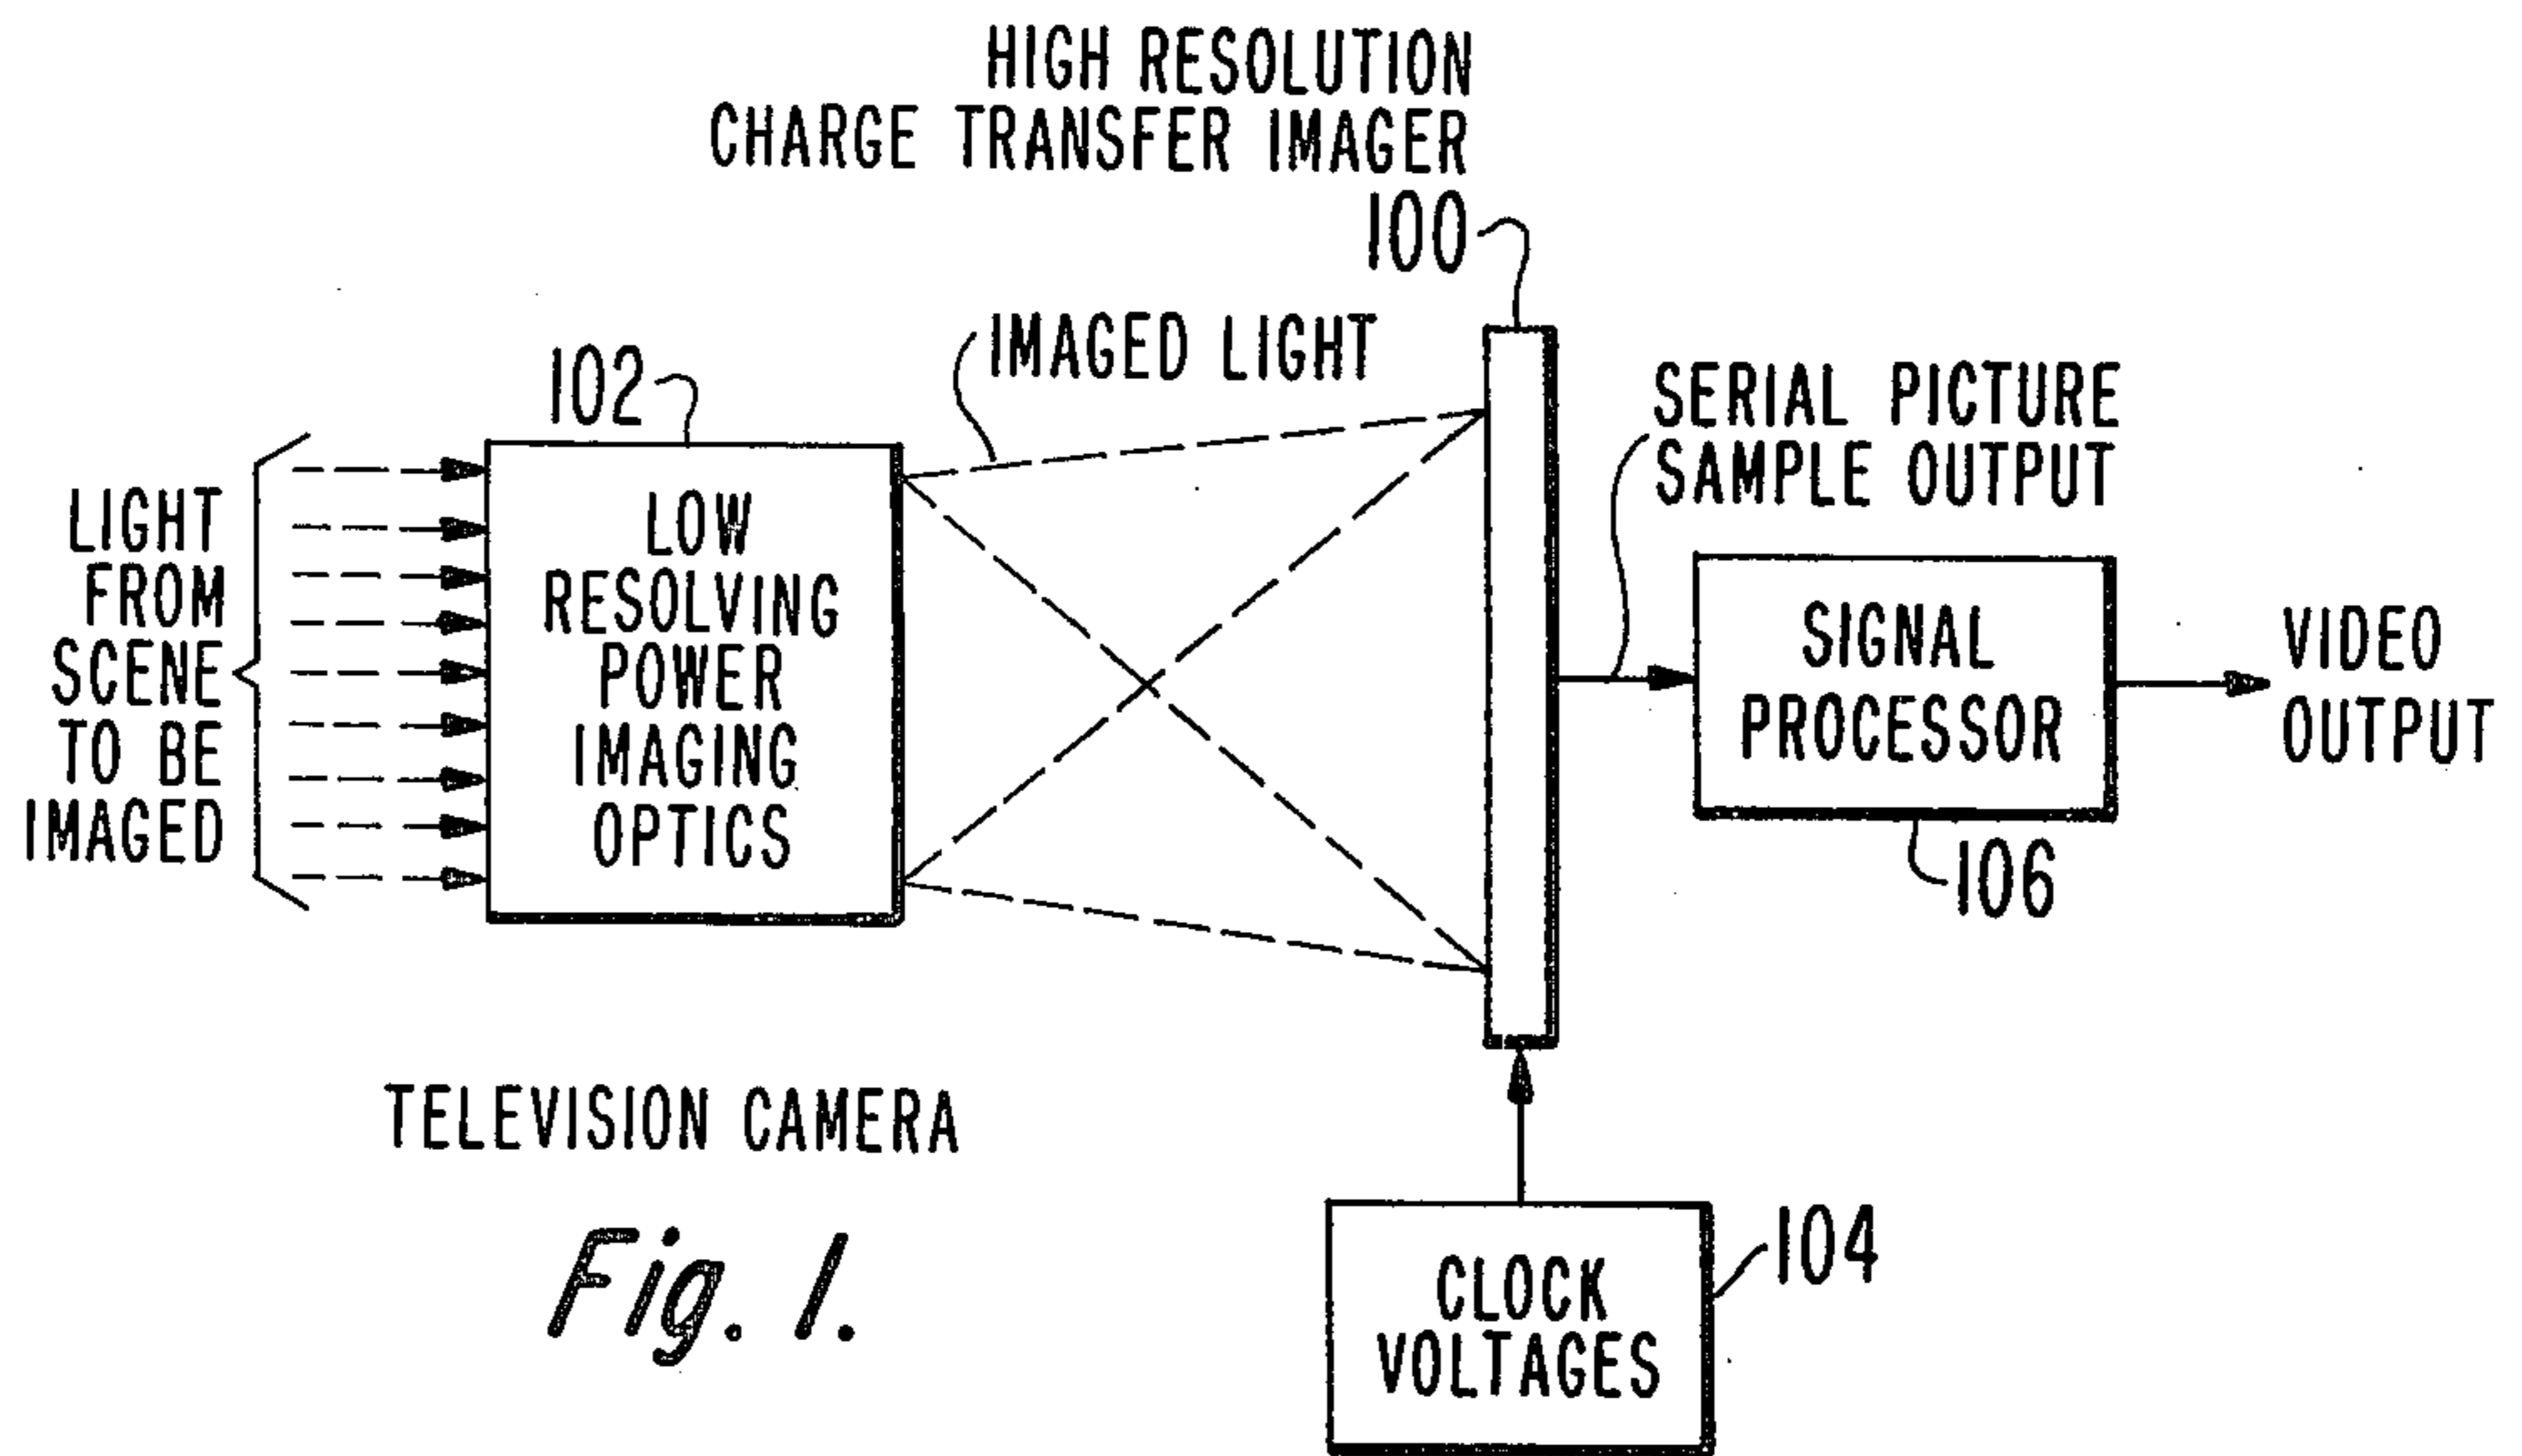 HIGH RESOLUTION
CHARGE TRANSFER IMAGER
100
IMAGED LIGHT
102
SERIAL PICTURE
SAMPLE OUTPUT
LIGHT
FROM
SCENE
TO BE
IMAGED
LOW
RESOLVING
POWER
IMAGING
OPTICS
SIGNAL
PROCESSOR
VIDEO
OUTPUT
106
TELEVISION CAMERA
Fig. 1.
CLOCK
VOLTAGES
104